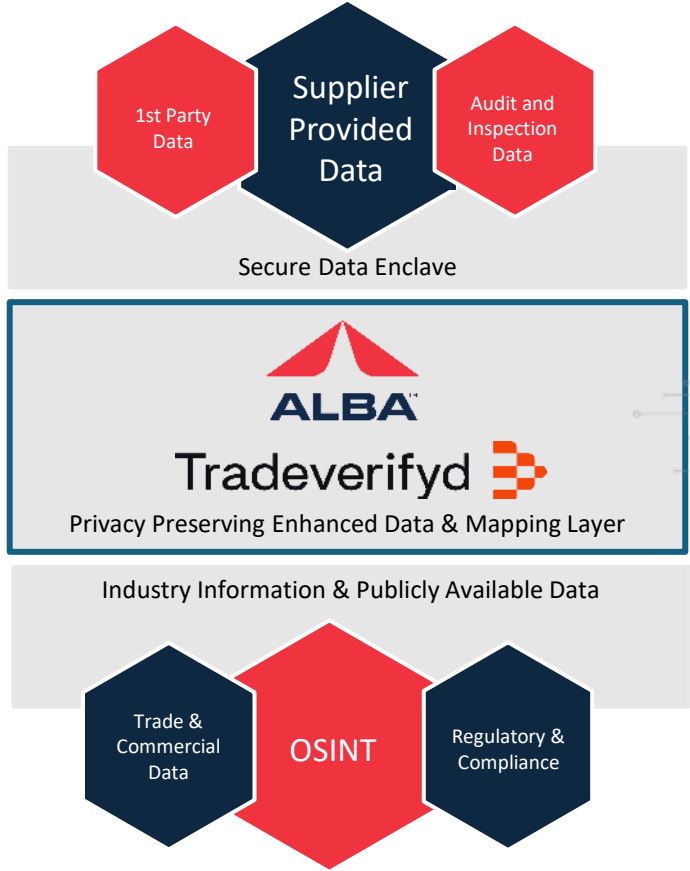 1st Party
Data
Supplier
Provided
Data
Audit and
Inspection
Data
Secure Data Enclave
ALBA™
Tradeverifyd
Privacy Preserving Enhanced Data & Mapping Layer
Industry Information & Publicly Available Data
Trade &
Commercial
Data
OSINT
Regulatory &
Compliance